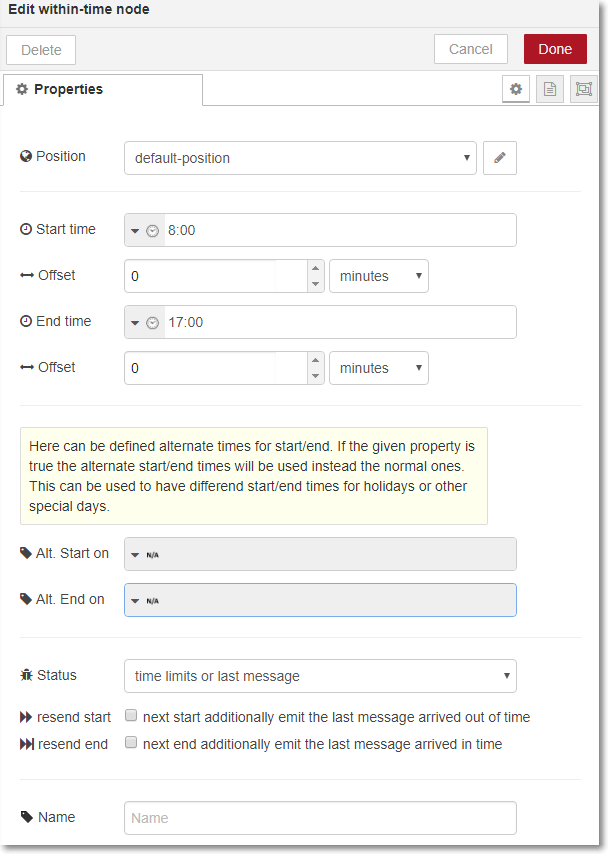 Edit within-time node
Delete Cancel Done
Properties
Position default-position
Start time 8:00
Offset 0 minutes
End time 17:00
Offset 0 minutes
Here can be defined alternate times for start/end. If the given property is
true the alternate start/end times will be used instead the normal ones.
This can be used to have differend start/end times for holidays or other
special days.
Alt. Start on N/A
Alt. End on N/A
Status time limits or last message
resend start next start additionally emit the last message arrived out of time
resend end next end additionally emit the last message arrived in time
Name Name